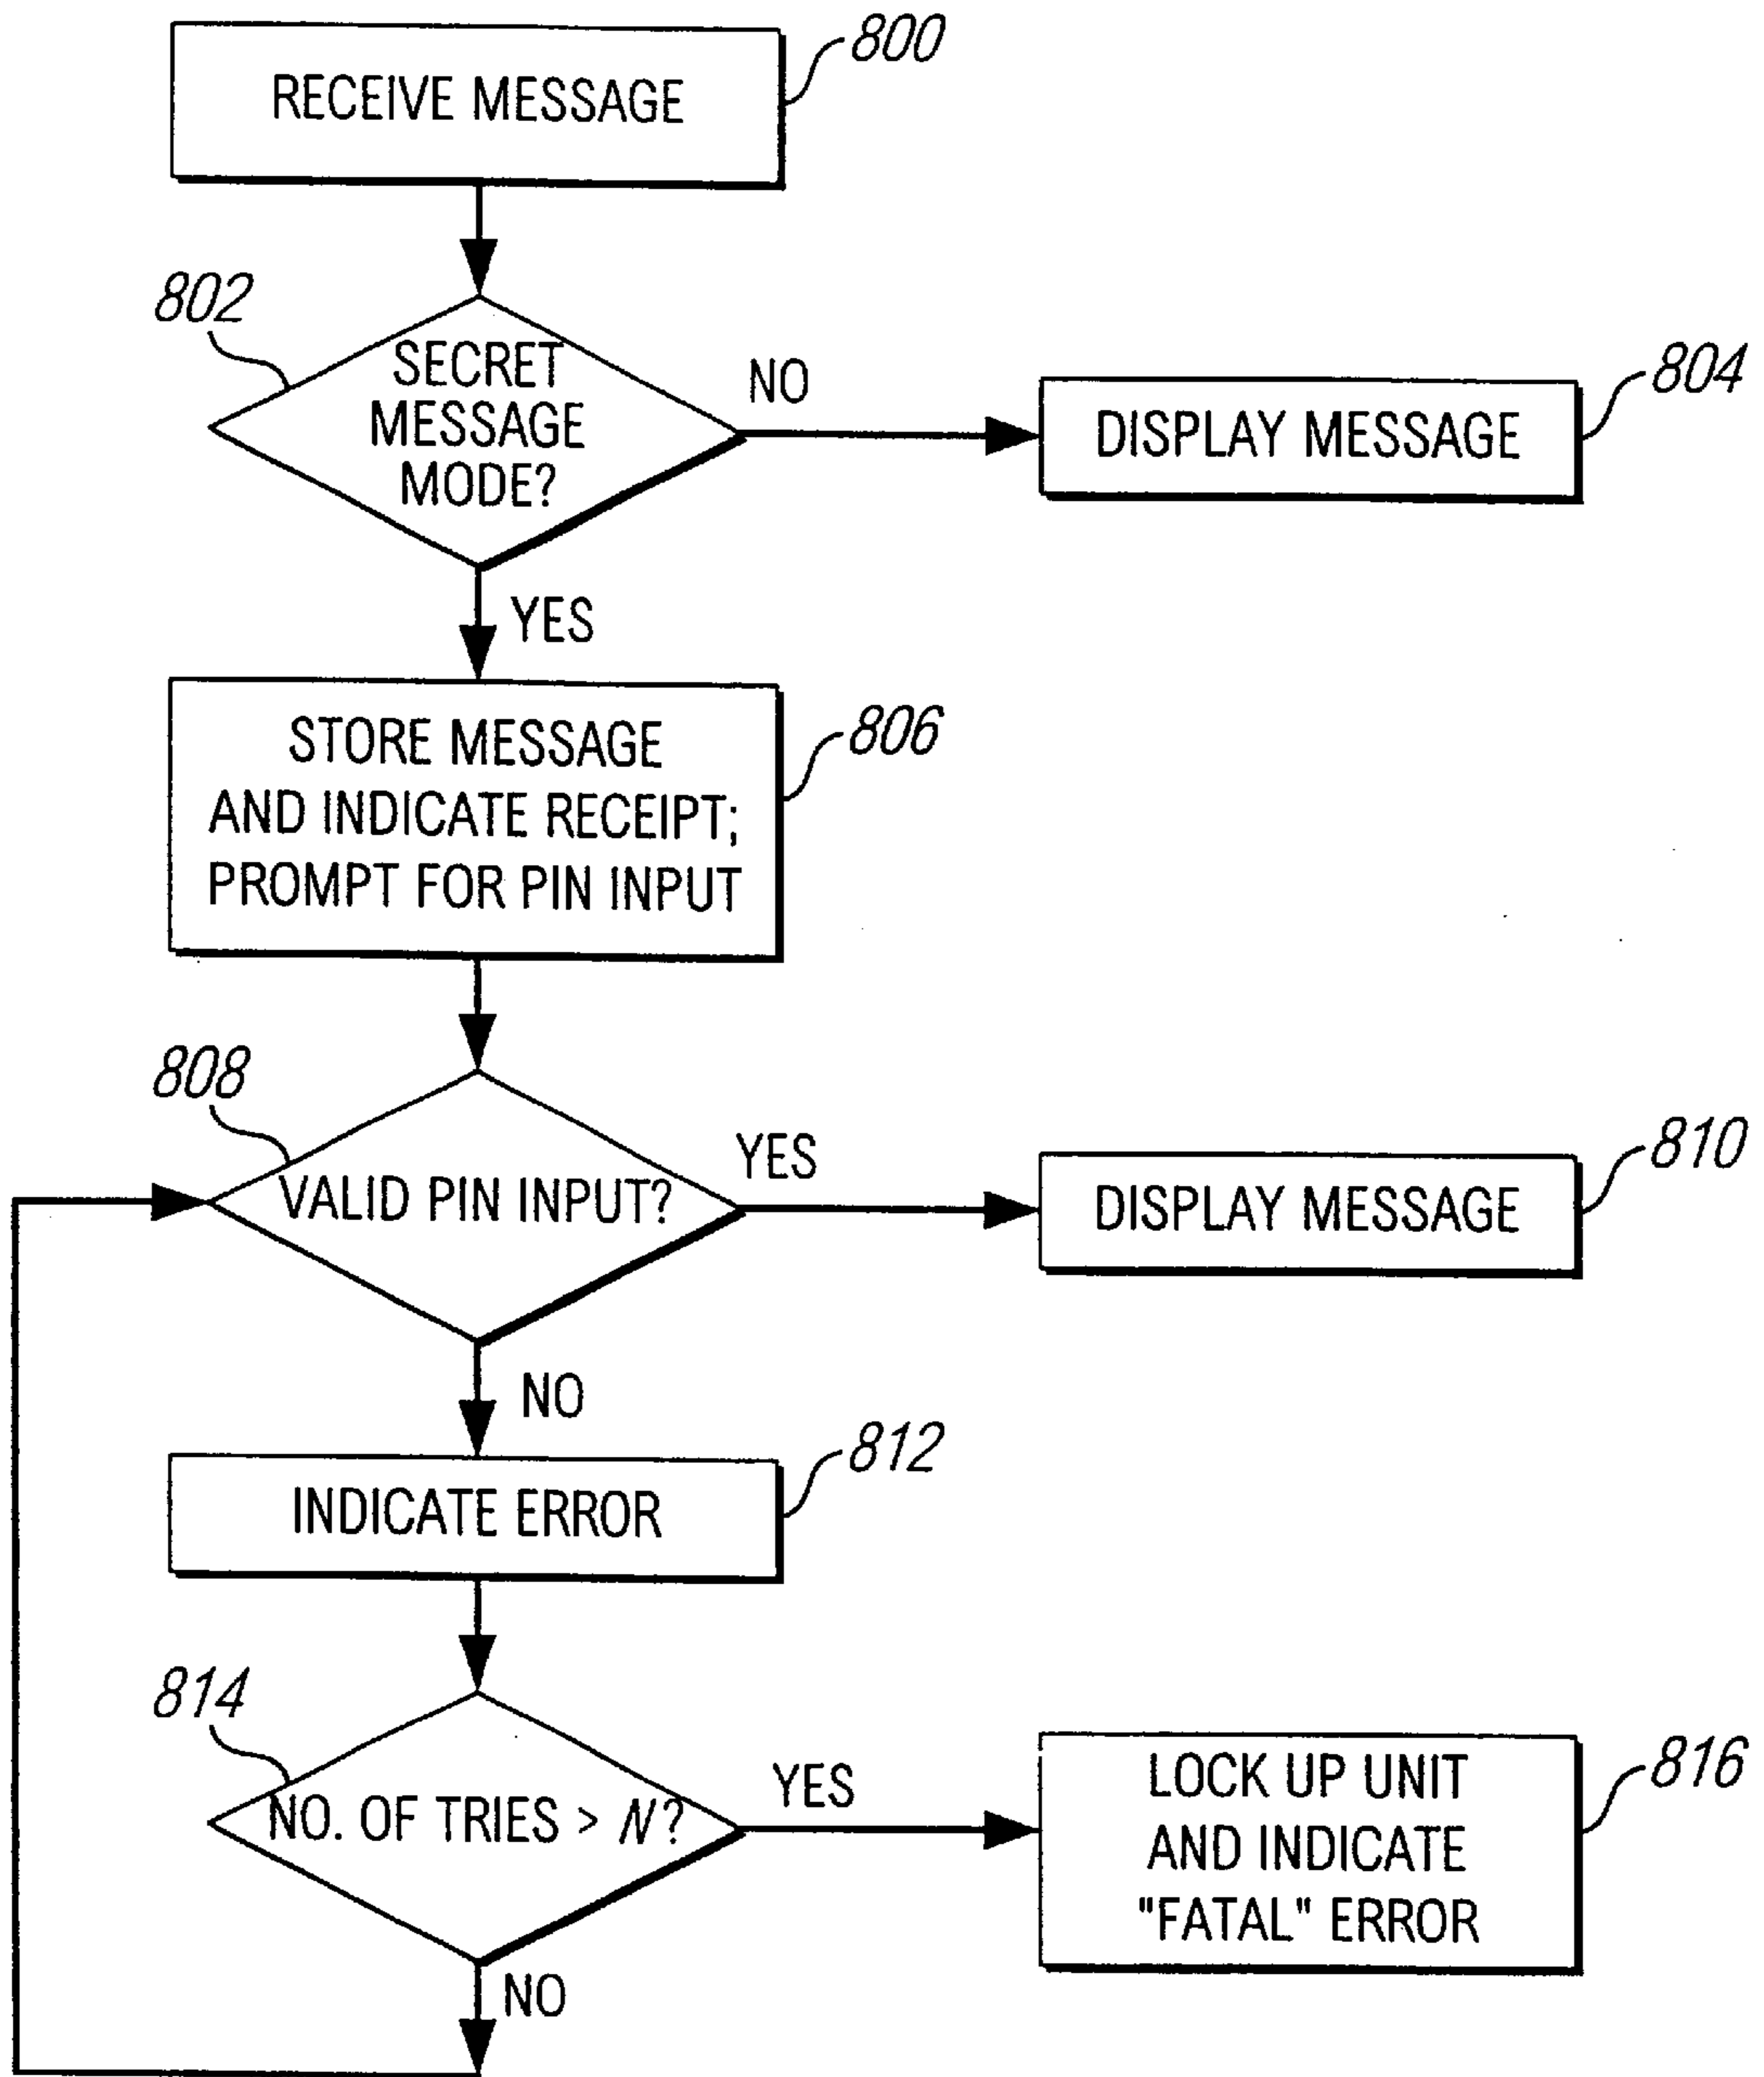 800
RECEIVE MESSAGE
802
SECRET
MESSAGE
MODE?
NO
804
DISPLAY MESSAGE
YES
806
STORE MESSAGE
AND INDICATE RECEIPT;
PROMPT FOR PIN INPUT
808
VALID PIN INPUT?
YES
810
DISPLAY MESSAGE
NO
812
INDICATE ERROR
814
NO. OF TRIES > N?
YES
816
LOCK UP UNIT
AND INDICATE
"FATAL" ERROR
NO